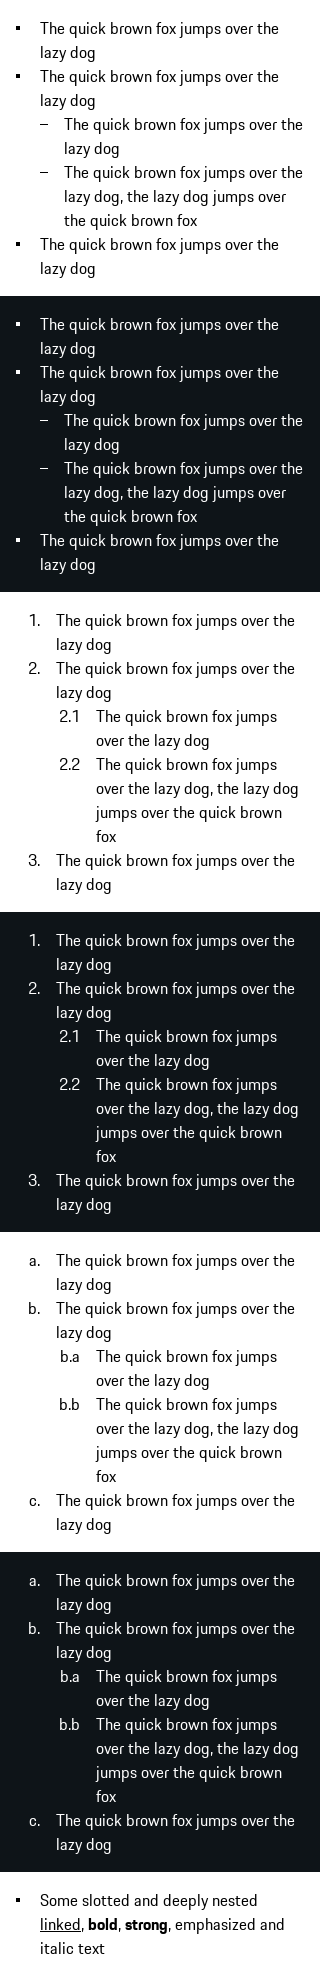 ▪ The quick brown fox jumps over the
lazy dog
▪ The quick brown fox jumps over the
lazy dog
– The quick brown fox jumps over the
lazy dog
– The quick brown fox jumps over the
lazy dog, the lazy dog jumps over
the quick brown fox
▪ The quick brown fox jumps over the
lazy dog
▪ The quick brown fox jumps over the
lazy dog
▪ The quick brown fox jumps over the
lazy dog
– The quick brown fox jumps over the
lazy dog
– The quick brown fox jumps over the
lazy dog, the lazy dog jumps over
the quick brown fox
▪ The quick brown fox jumps over the
lazy dog
1. The quick brown fox jumps over the
lazy dog
2. The quick brown fox jumps over the
lazy dog
2.1 The quick brown fox jumps
over the lazy dog
2.2 The quick brown fox jumps
over the lazy dog, the lazy dog
jumps over the quick brown
fox
3. The quick brown fox jumps over the
lazy dog
1. The quick brown fox jumps over the
lazy dog
2. The quick brown fox jumps over the
lazy dog
2.1 The quick brown fox jumps
over the lazy dog
2.2 The quick brown fox jumps
over the lazy dog, the lazy dog
jumps over the quick brown
fox
3. The quick brown fox jumps over the
lazy dog
a. The quick brown fox jumps over the
lazy dog
b. The quick brown fox jumps over the
lazy dog
b.a The quick brown fox jumps
over the lazy dog
b.b The quick brown fox jumps
over the lazy dog, the lazy dog
jumps over the quick brown
fox
c. The quick brown fox jumps over the
lazy dog
a. The quick brown fox jumps over the
lazy dog
b. The quick brown fox jumps over the
lazy dog
b.a The quick brown fox jumps
over the lazy dog
b.b The quick brown fox jumps
over the lazy dog, the lazy dog
jumps over the quick brown
fox
c. The quick brown fox jumps over the
lazy dog
▪ Some slotted and deeply nested
linked, bold, strong, emphasized and
italic text